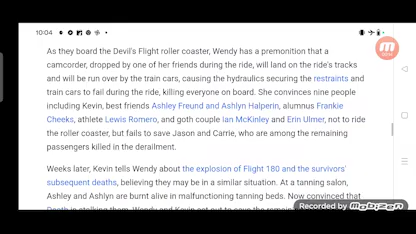 10:04
As they board the Devil's Flight roller coaster, Wendy has a premonition that a
camcorder, dropped by one of her friends during the ride, will land on the ride's tracks
and will be run over by the train cars, causing the hydraulics securing the restraints and
train cars to fail during the ride, killing everyone on board. She convinces nine people
including Kevin, best friends Ashley Freund and Ashlyn Halperin, alumnus Frankie
Cheeks, athlete Lewis Romero, and goth couple Ian McKinley and Erin Ulmer, not to ride
the roller coaster, but fails to save Jason and Carrie, who are among the remaining
passengers killed in the derailment.
Weeks later, Kevin tells Wendy about the explosion of Flight 180 and the survivors'
subsequent deaths, believing they may be in a similar situation. At a tanning salon,
Ashley and Ashlyn are burnt alive in malfunctioning tanning beds. Now convinced that
Recorded by mobizen